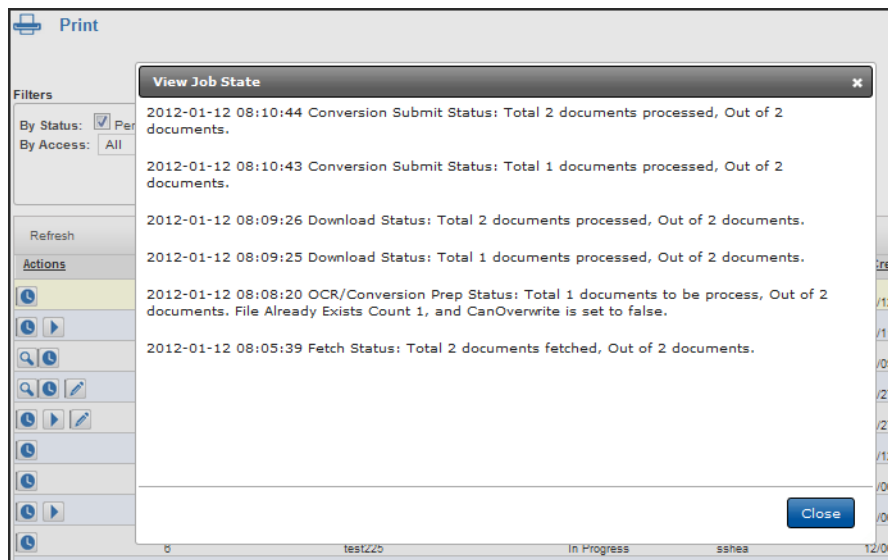 Print
View Job State
Filters
By Status: Per
By Access: All
2012-01-12 08:10:44 Conversion Submit Status: Total 2 documents processed, Out of 2
documents.
2012-01-12 08:10:43 Conversion Submit Status: Total 1 documents processed, Out of 2
documents.
2012-01-12 08:09:26 Download Status: Total 2 documents processed, Out of 2 documents.
2012-01-12 08:09:25 Download Status: Total 1 documents processed, Out of 2 documents.
2012-01-12 08:08:20 OCR/Conversion Prep Status: Total 1 documents to be process, Out of 2
documents. File Already Exists Count 1, and CanOverwrite is set to false.
2012-01-12 08:05:39 Fetch Status: Total 2 documents fetched, Out of 2 documents.
Refresh
Actions
Close
6 test225 In Progress sshea